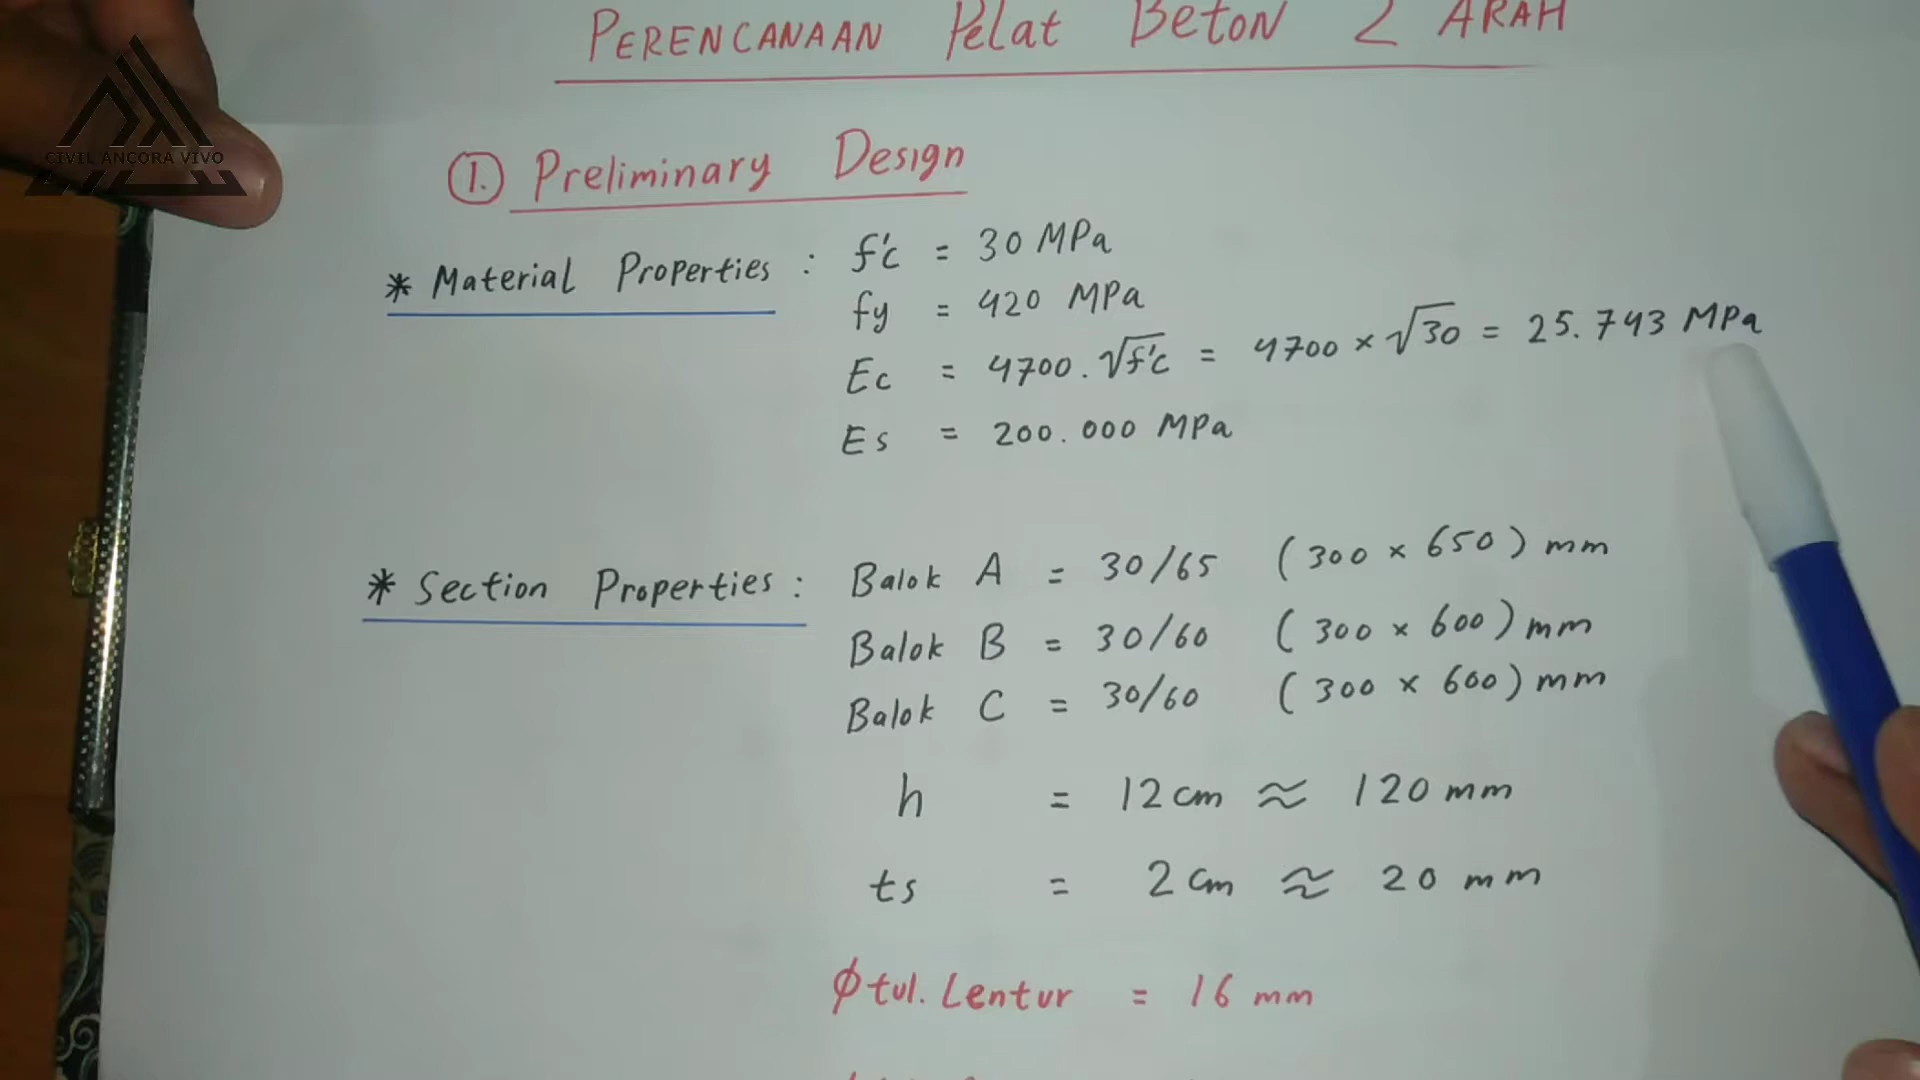 PERENCANAAN Pelat BETON 2 ARAH
CIVIL ANCORA VIVO
1. Preliminary Design
* Material Properties : f'c = 30 MPa
fy = 420 MPa
Ec = 4700 . √f'c = 4700 × √30 = 25.743 MPa
Es = 200.000 MPa
* Section Properties : Balok A = 30/65 (300 × 650) mm
Balok B = 30/60 (300 × 600) mm
Balok C = 30/60 (300 × 600) mm
h = 12 cm ≈ 120 mm
ts = 2 cm ≈ 20 mm
Ø tul. Lentur = 16 mm